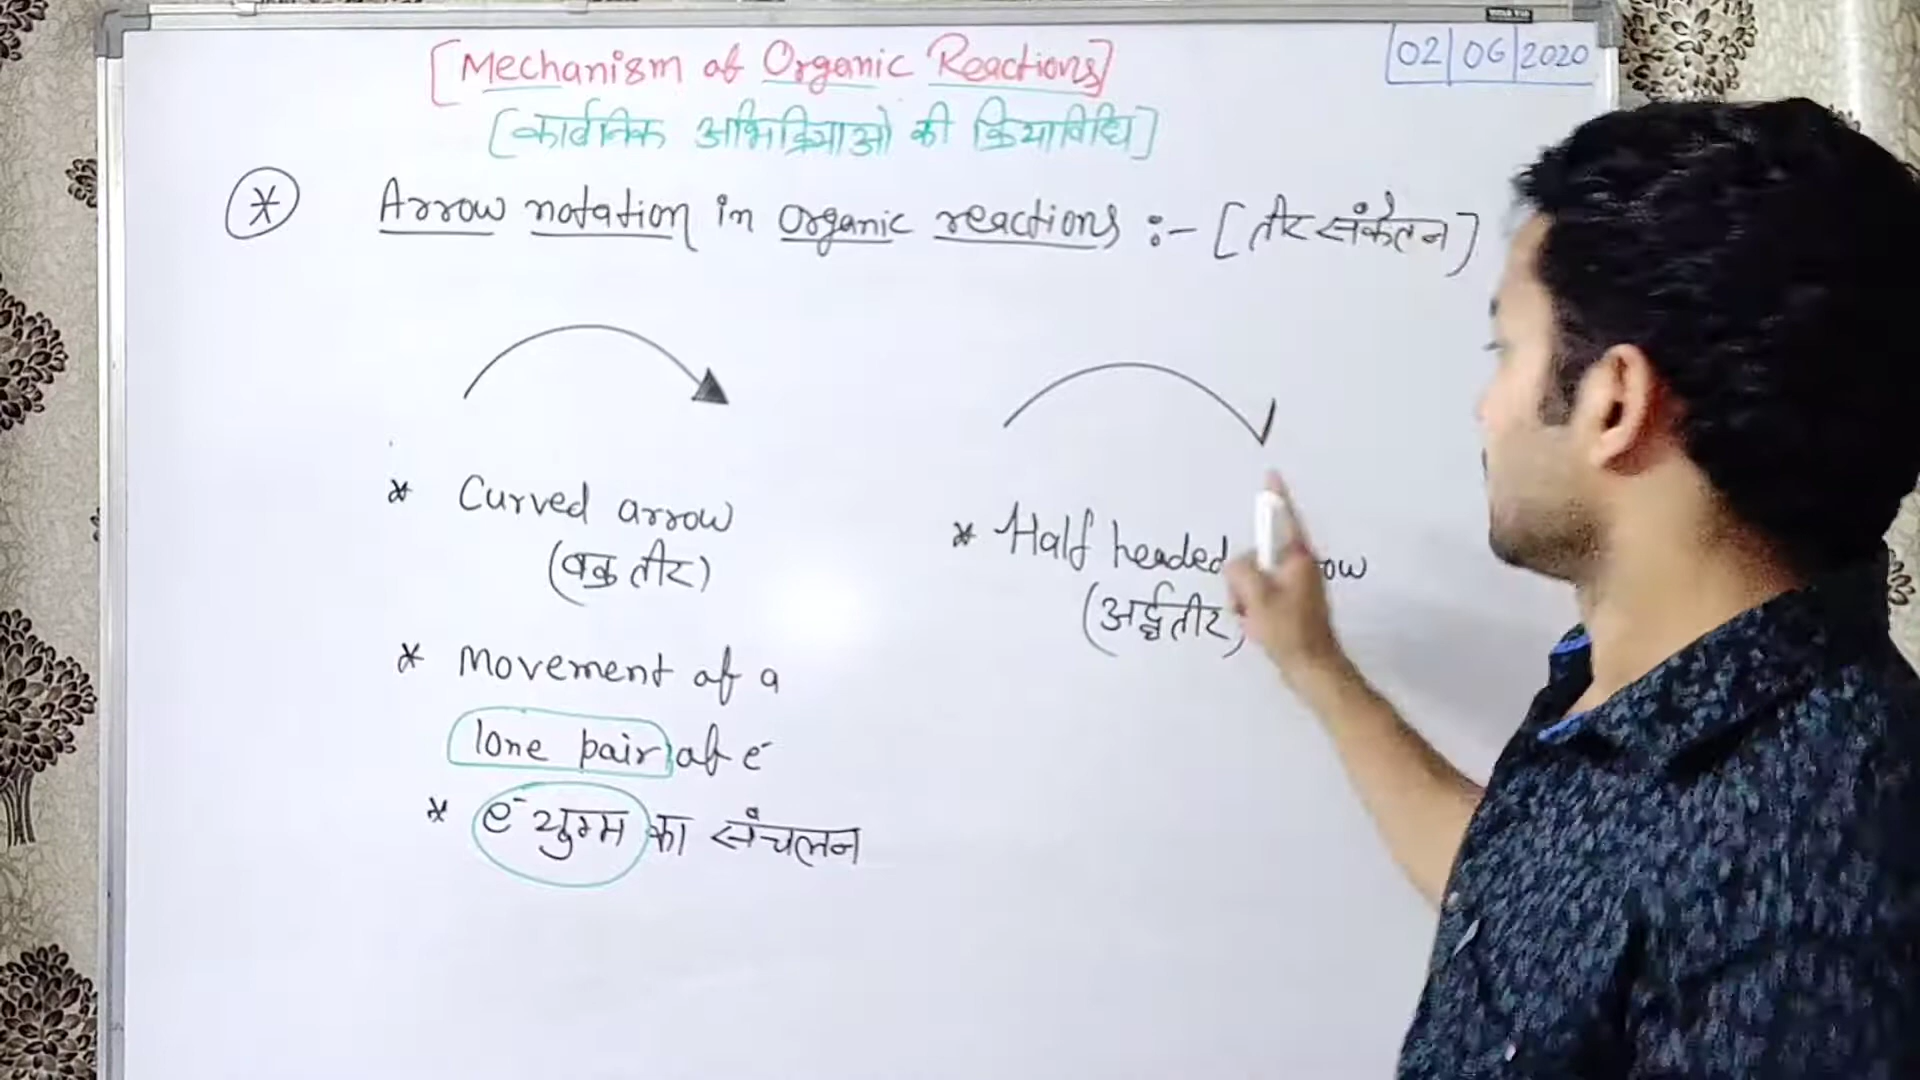 [Mechanism of Organic Reactions]
02|06|2020
[कार्बनिक अभिक्रियाओ की क्रियाविधि]
* Arrow notation in organic reactions :- [तीर संकेतन]
* Curved arrow
(वक्र तीर)
* Half headed
(अर्द्धतीर)
* Movement of a
lone pair of e⁻
* e⁻ युग्म का संचलन